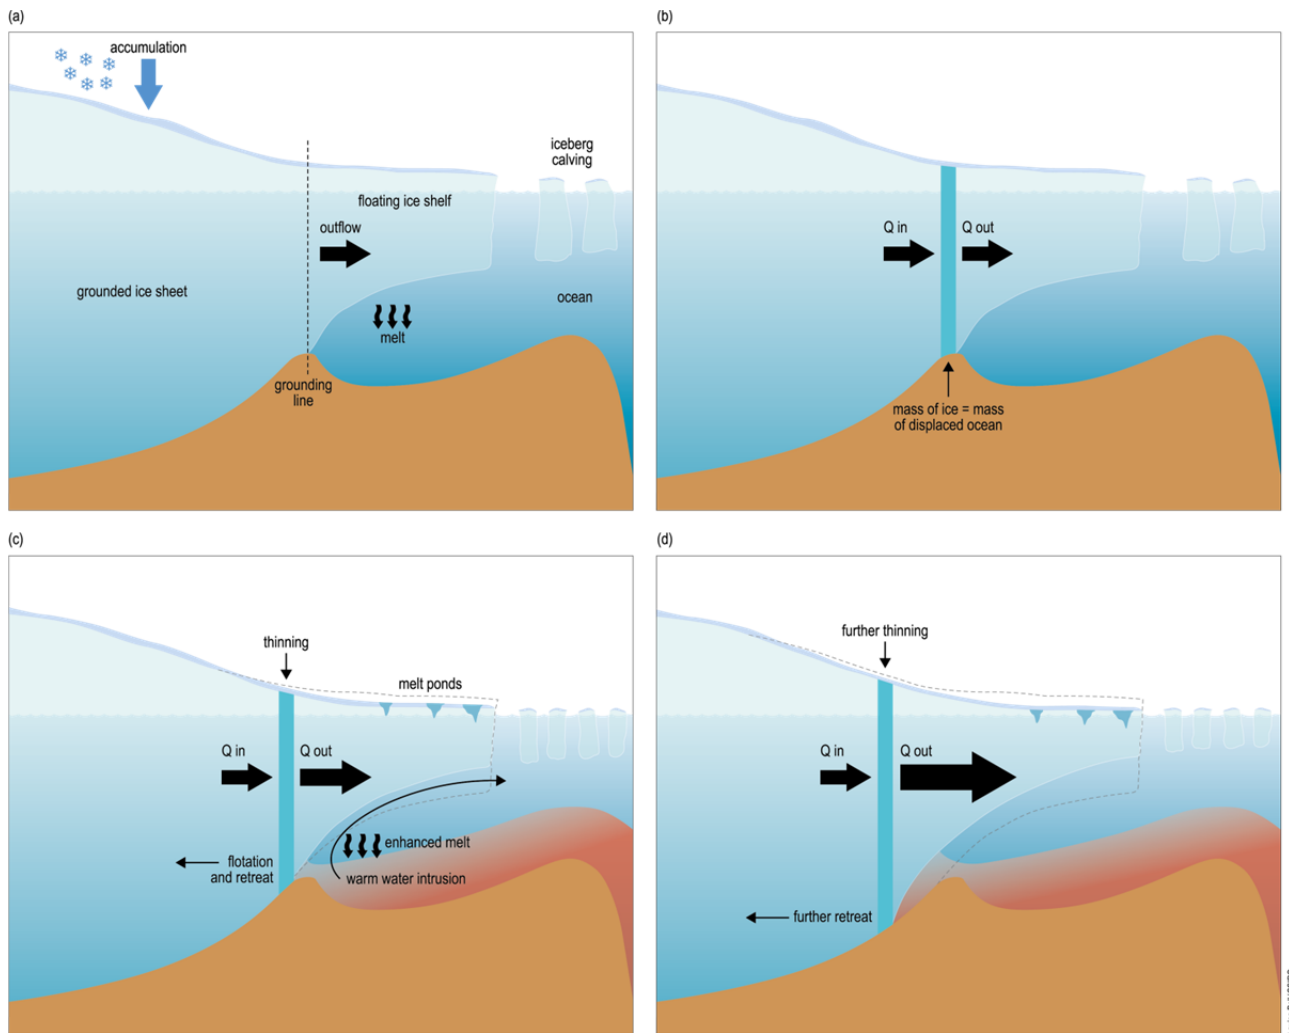 (a)
accumulation
iceberg
calving
floating ice shelf
outflow
grounded ice sheet
ocean
melt
grounding
line
(b)
Q in
Q out
mass of ice = mass
of displaced ocean
(c)
thinning
melt ponds
Q in
Q out
enhanced melt
flotation
and retreat
warm water intrusion
(d)
further thinning
Q in
Q out
further retreat